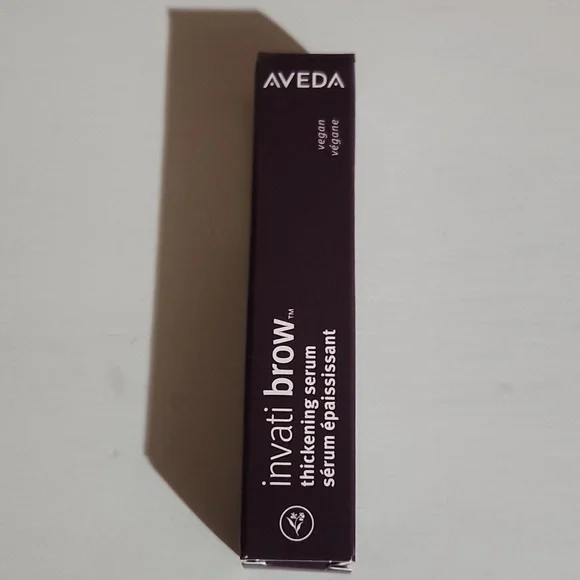 AVEDA
vegan
végane
invati brow™
thickening serum
sérum épaississant